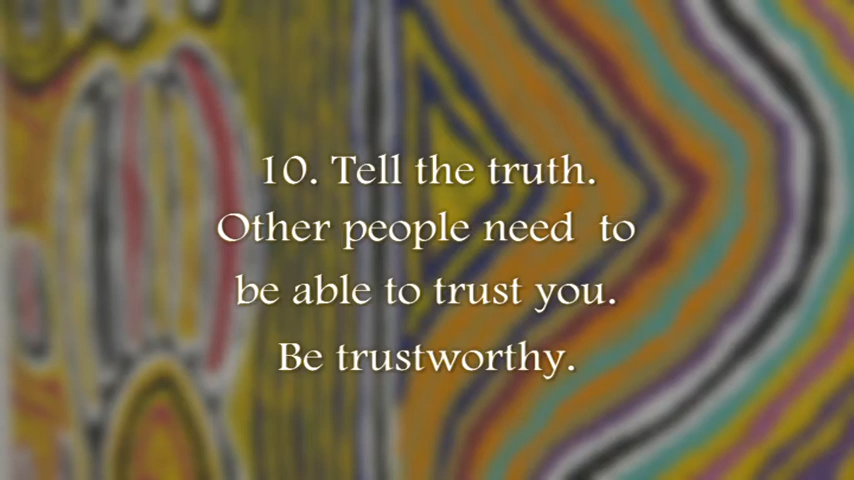 10. Tell the truth.
Other people need  to
be able to trust you.
Be trustworthy.